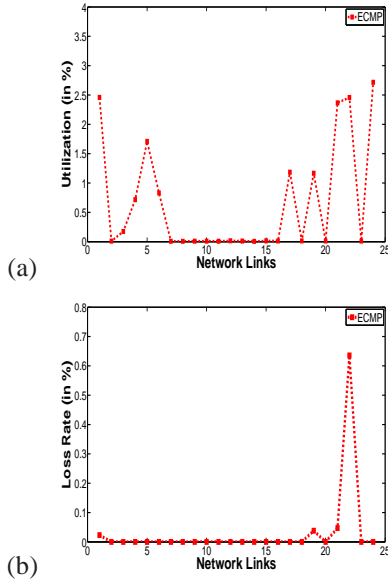 ECMP
4
3.5
3
2.5
2
1.5
1
0.5
0
Utilization (in %)
0 5 10 15 20 25
Network Links
(a)
ECMP
0.8
0.7
0.6
0.5
0.4
0.3
0.2
0.1
0
Loss Rate (in %)
0 5 10 15 20 25
Network Links
(b)